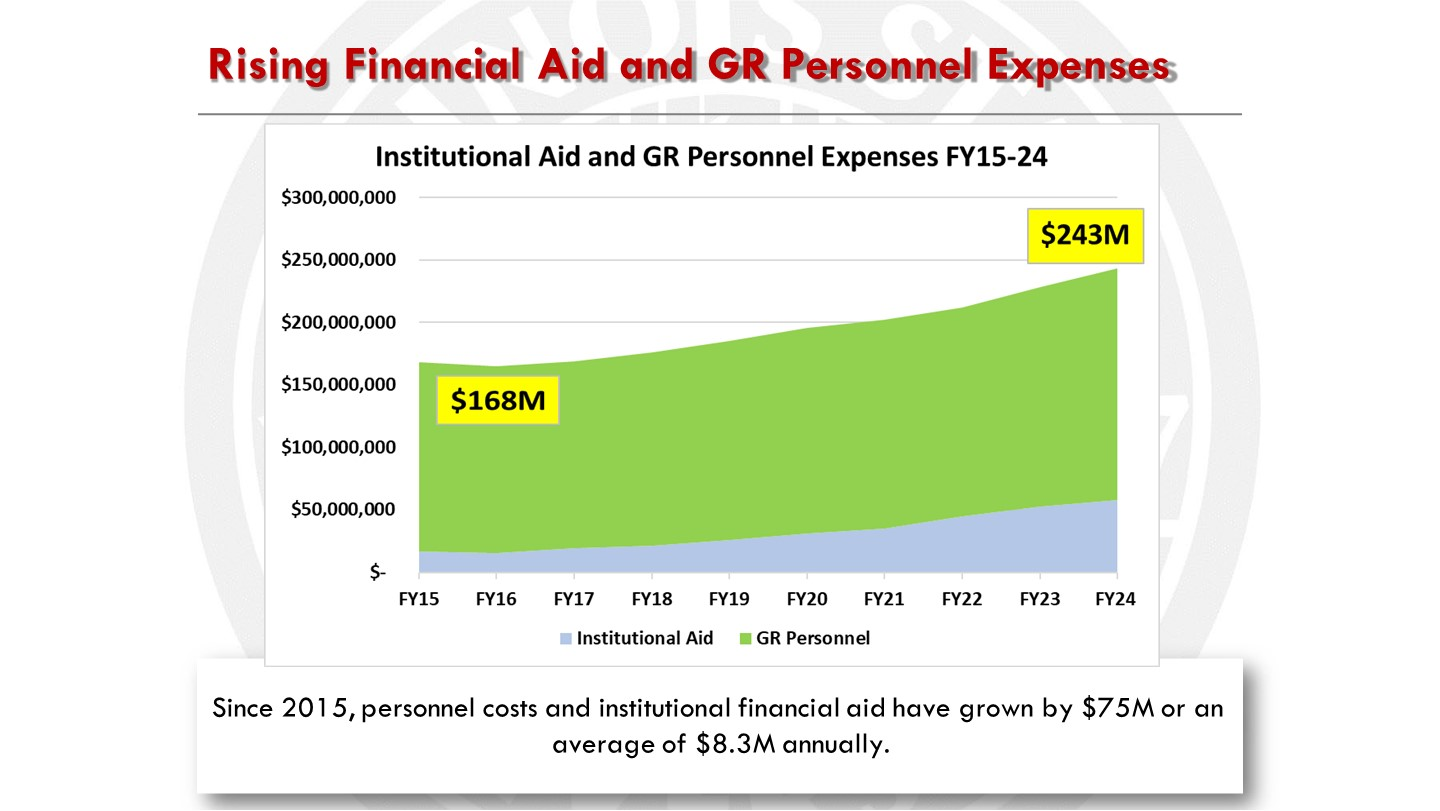 Rising Financial Aid and GR Personnel Expenses
Institutional Aid and GR Personnel Expenses FY15-24
$300,000,000
$250,000,000
$200,000,000
$150,000,000
$100,000,000
$50,000,000
$-
$243M
$168M
FY15 FY16 FY17 FY18 FY19 FY20 FY21 FY22 FY23 FY24
Institutional Aid GR Personnel
Since 2015, personnel costs and institutional financial aid have grown by $75M or an
average of $8.3M annually.